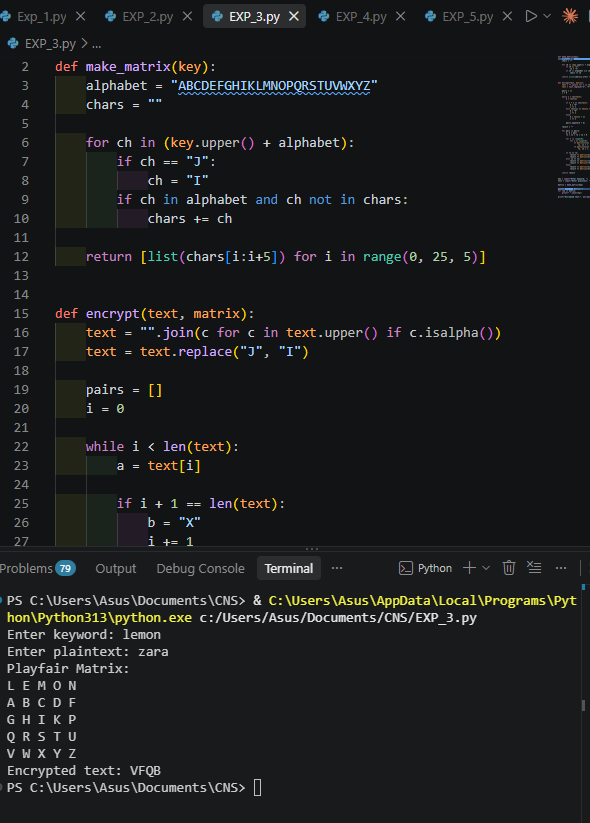 Exp_1.py EXP_2.py EXP_3.py EXP_4.py EXP_5.py
EXP_3.py > ...
2 def make_matrix(key):
3     alphabet = "ABCDEFGHIKLMNOPQRSTUVWXYZ"
4     chars = ""
5
6     for ch in (key.upper() + alphabet):
7         if ch == "J":
8             ch = "I"
9         if ch in alphabet and ch not in chars:
10             chars += ch
11
12     return [list(chars[i:i+5]) for i in range(0, 25, 5)]
13
14
15 def encrypt(text, matrix):
16     text = "".join(c for c in text.upper() if c.isalpha())
17     text = text.replace("J", "I")
18
19     pairs = []
20     i = 0
21
22     while i < len(text):
23         a = text[i]
24
25         if i + 1 == len(text):
26             b = "X"
27             i += 1
Problems 79 Output Debug Console Terminal ... Python ...
PS C:\Users\Asus\Documents\CNS> & C:\Users\Asus\AppData\Local\Programs\Pyt
hon\Python313\python.exe c:/Users/Asus/Documents/CNS/EXP_3.py
Enter keyword: lemon
Enter plaintext: zara
Playfair Matrix:
L E M O N
A B C D F
G H I K P
Q R S T U
V W X Y Z
Encrypted text: VFQB
PS C:\Users\Asus\Documents\CNS>